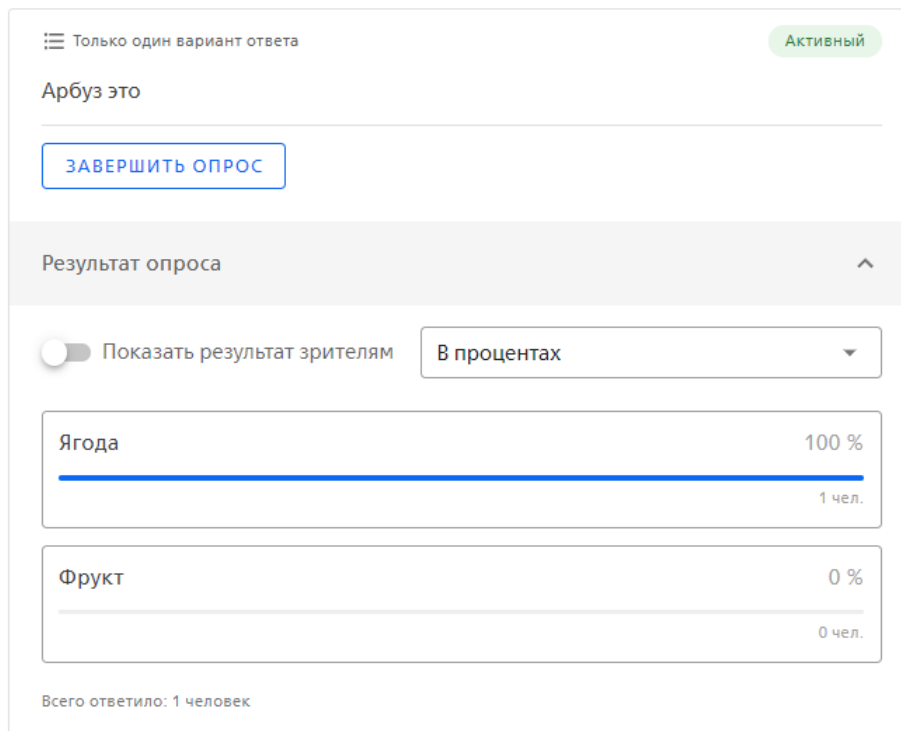 Только один вариант ответа
Активный
Арбуз это
ЗАВЕРШИТЬ ОПРОС
Результат опроса
Показать результат зрителям
В процентах
Ягода
100 %
1 чел.
Фрукт
0 %
0 чел.
Всего ответило: 1 человек